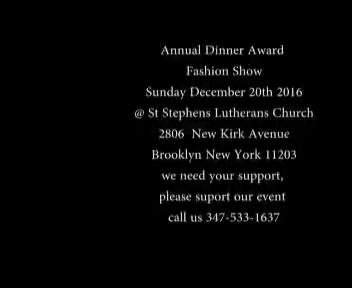 Annual Dinner Award
Fashion Show
Sunday December 20th 2016
@ St Stephens Lutherans Church
2806 New Kirk Avenue
Brooklyn New York 11203
we need your support,
please suport our event
call us 347-533-1637